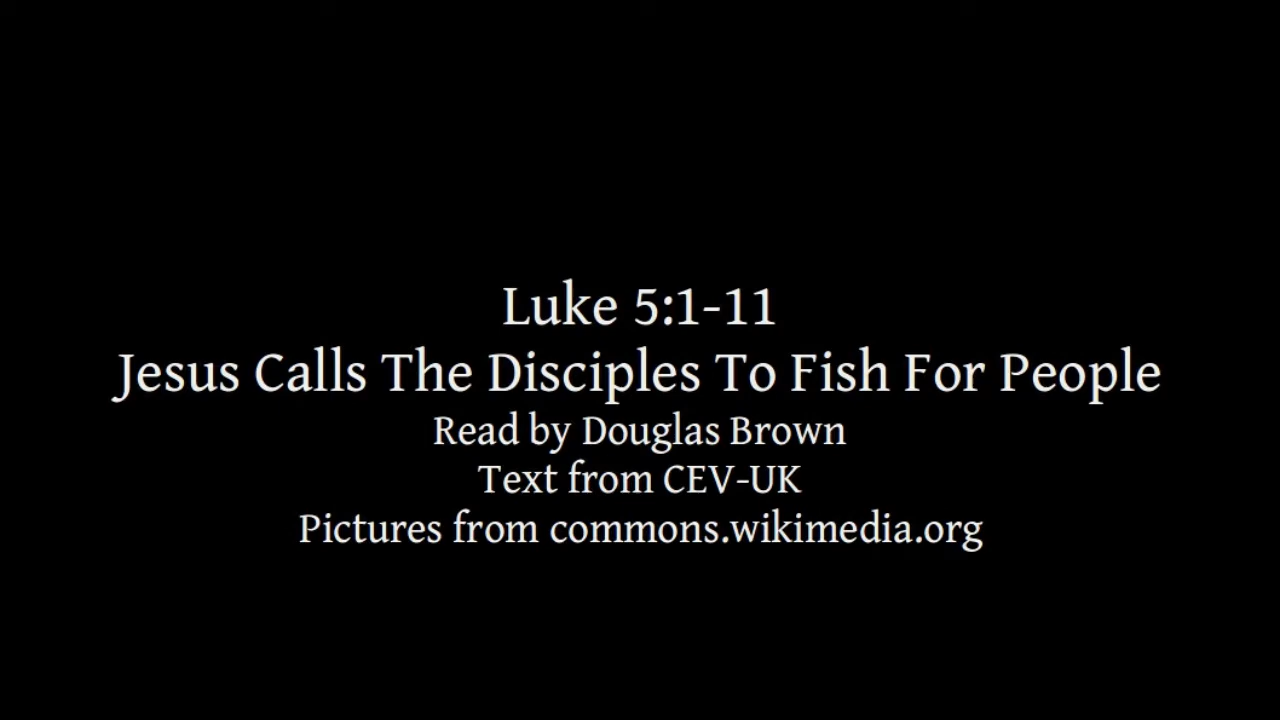 Luke 5:1-11
Jesus Calls The Disciples To Fish For People
Read by Douglas Brown
Text from CEV-UK
Pictures from commons.wikimedia.org